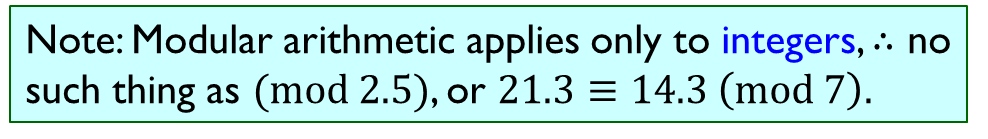 Note: Modular arithmetic applies only to integers, ∴ no
such thing as (mod 2.5), or 21.3 ≡ 14.3 (mod 7).